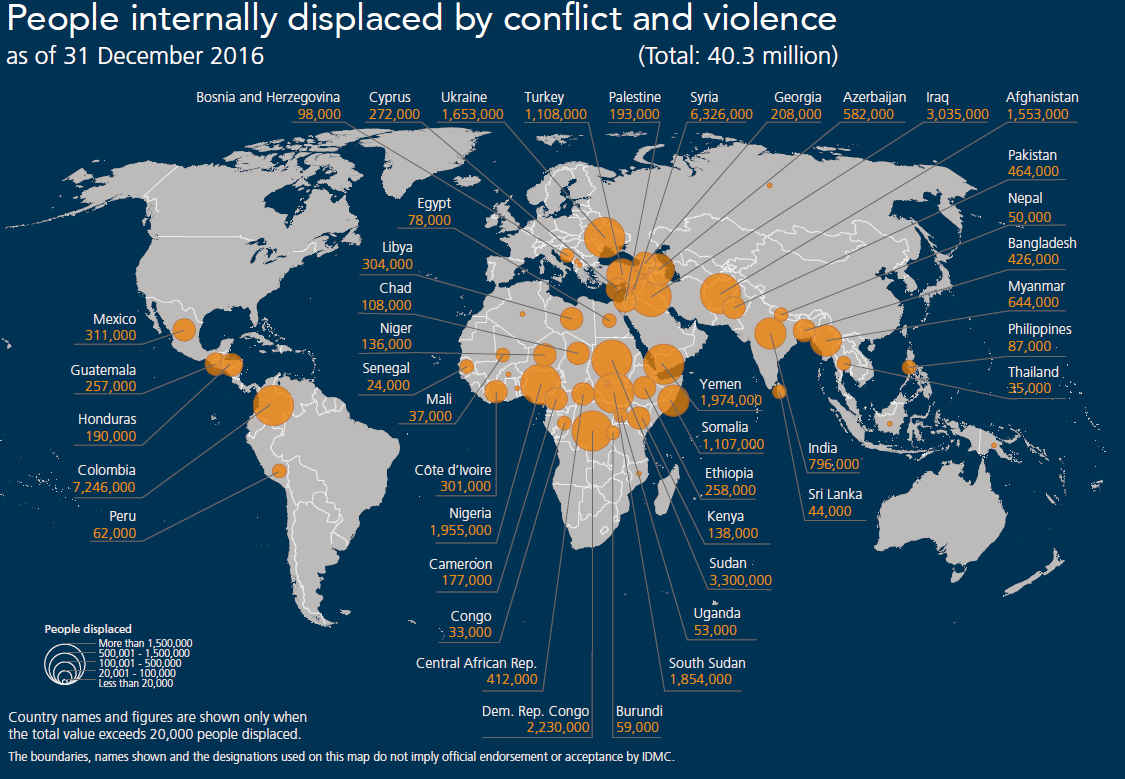 People internally displaced by conflict and violence
as of 31 December 2016
(Total: 40.3 million)
Bosnia and Herzegovina
98,000
Cyprus
272,000
Ukraine
1,653,000
Turkey
1,108,000
Palestine
193,000
Syria
6,326,000
Georgia
208,000
Azerbaijan
582,000
Iraq
3,035,000
Afghanistan
1,553,000
Pakistan
464,000
Nepal
50,000
Bangladesh
426,000
Myanmar
644,000
Philippines
87,000
Thailand
35,000
Egypt
78,000
Libya
304,000
Chad
108,000
Niger
136,000
Senegal
24,000
Mali
37,000
Mexico
311,000
Guatemala
257,000
Honduras
190,000
Colombia
7,246,000
Peru
62,000
Côte d'Ivoire
301,000
Nigeria
1,955,000
Cameroon
177,000
Congo
33,000
Central African Rep.
412,000
Dem. Rep. Congo
2,230,000
Burundi
59,000
Yemen
1,974,000
Somalia
1,107,000
Ethiopia
258,000
Kenya
138,000
Sudan
3,300,000
Uganda
53,000
South Sudan
1,854,000
India
796,000
Sri Lanka
44,000
People displaced
More than 1,500,000
500,001 - 1,500,000
100,001 - 500,000
20,001 - 100,000
Less than 20,000
Country names and figures are shown only when
the total value exceeds 20,000 people displaced.
The boundaries, names shown and the designations used on this map do not imply official endorsement or acceptance by IDMC.